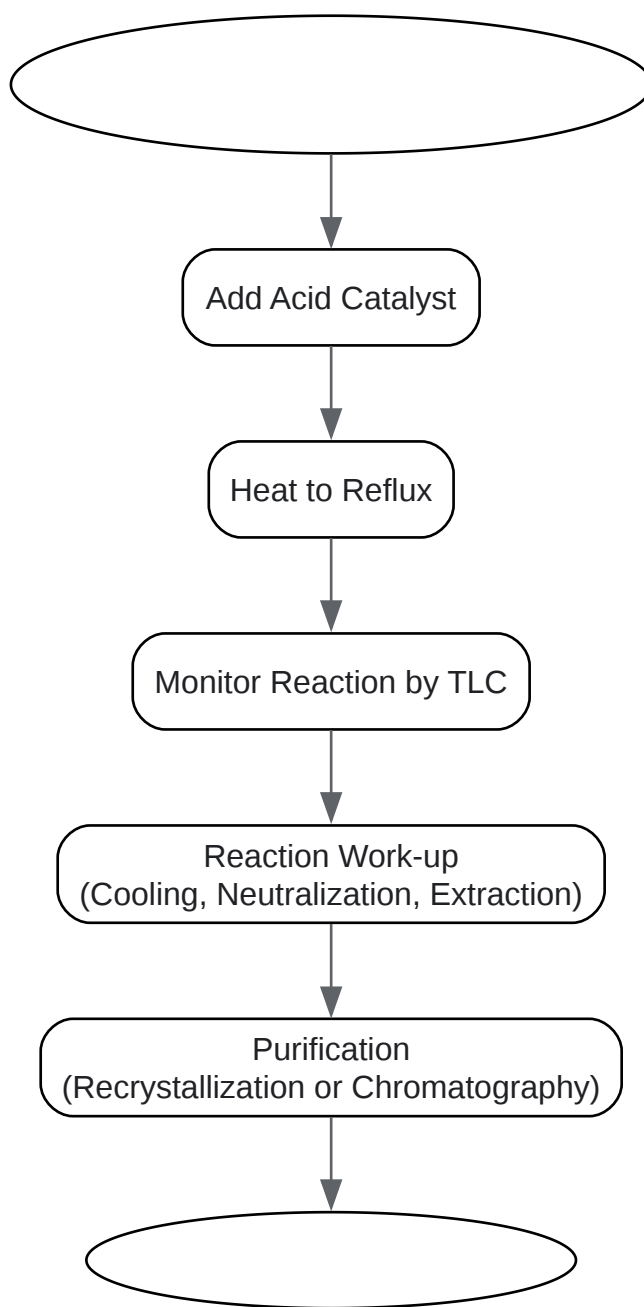 Add Acid Catalyst
Heat to Reflux
Monitor Reaction by TLC
Reaction Work-up
(Cooling, Neutralization, Extraction)
Purification
(Recrystallization or Chromatography)